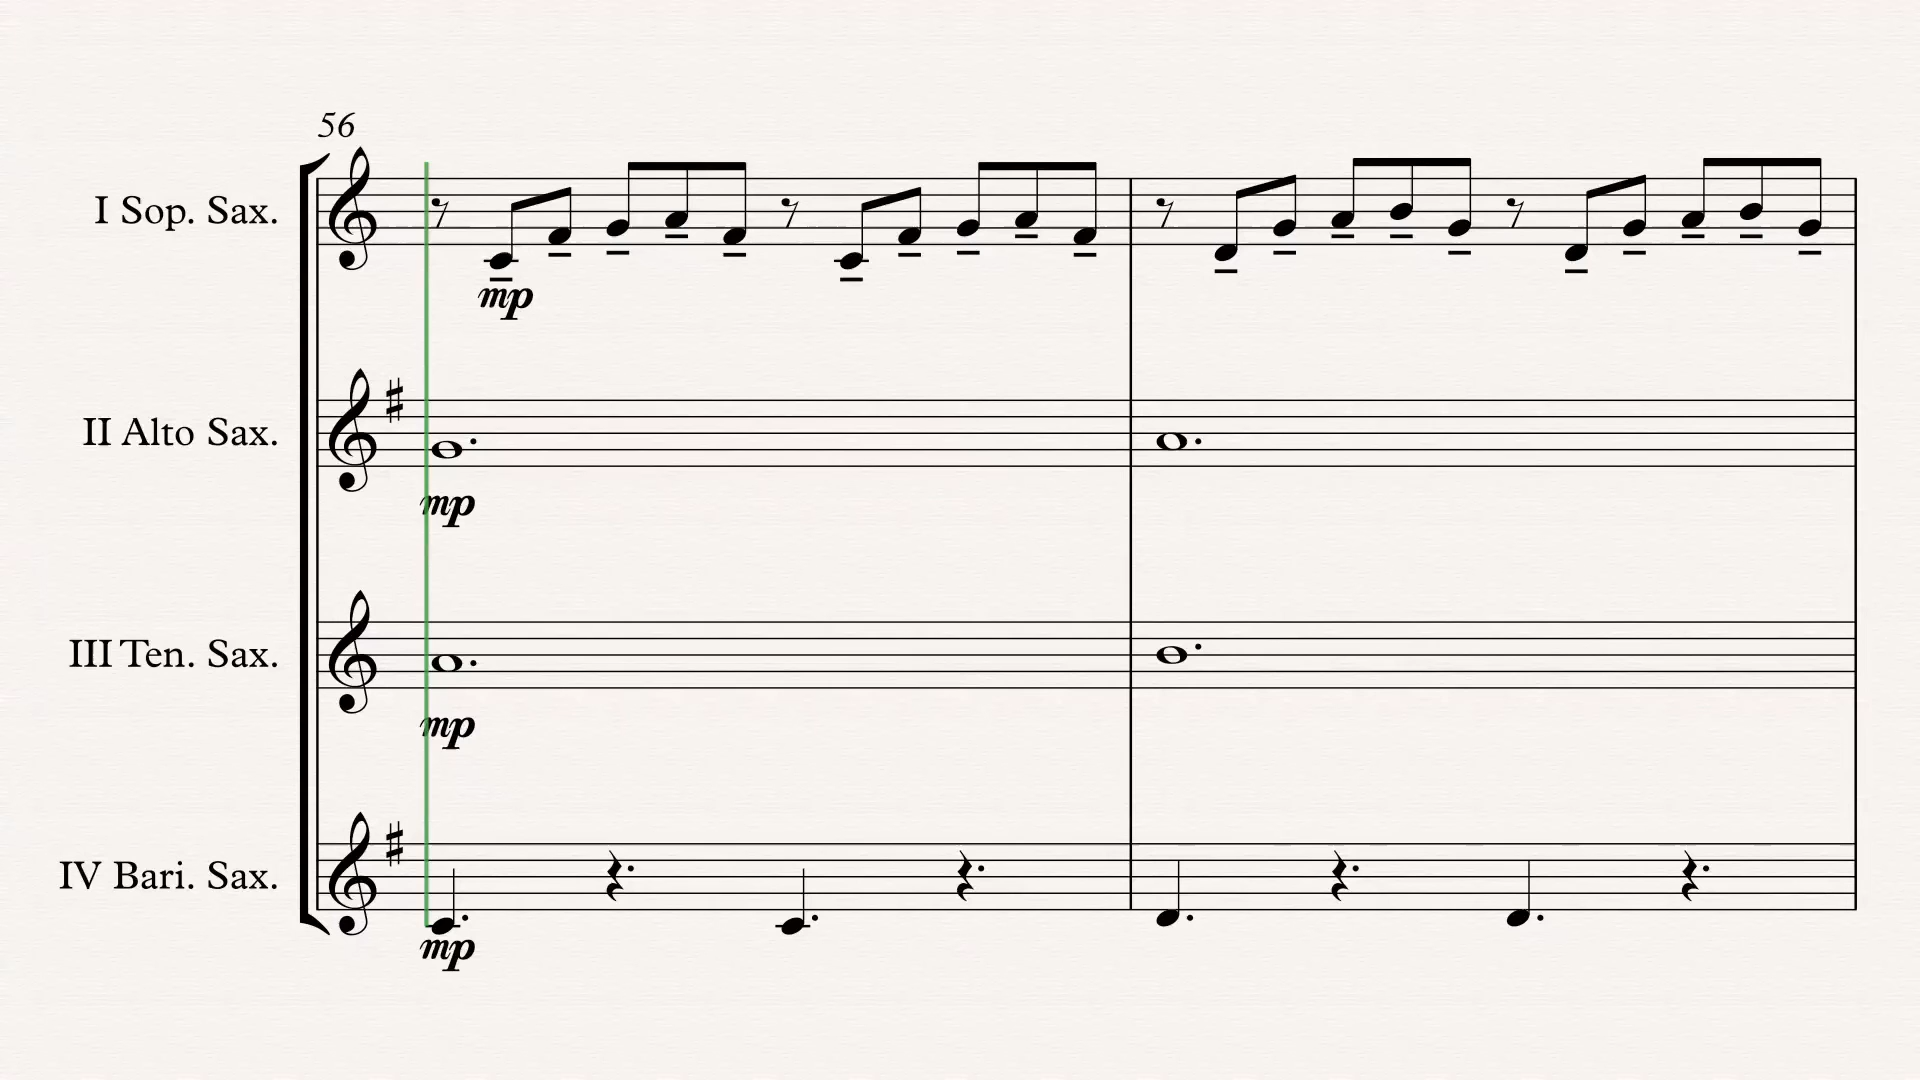 56
I Sop. Sax.
mp
II Alto Sax.
mp
III Ten. Sax.
mp
IV Bari. Sax.
mp